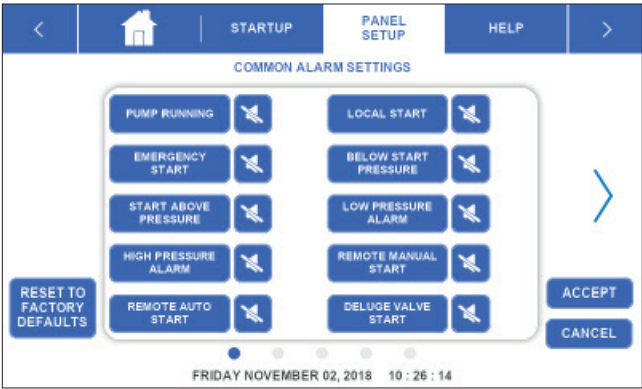 STARTUP
PANEL
SETUP
HELP
COMMON ALARM SETTINGS
PUMP RUNNING
LOCAL START
EMERGENCY
START
BELOW START
PRESSURE
START ABOVE
PRESSURE
LOW PRESSURE
ALARM
HIGH PRESSURE
ALARM
REMOTE MANUAL
START
REMOTE AUTO
START
DELUGE VALVE
START
RESET TO
FACTORY
DEFAULTS
ACCEPT
CANCEL
FRIDAY NOVEMBER 02, 2018 10 : 26 : 14